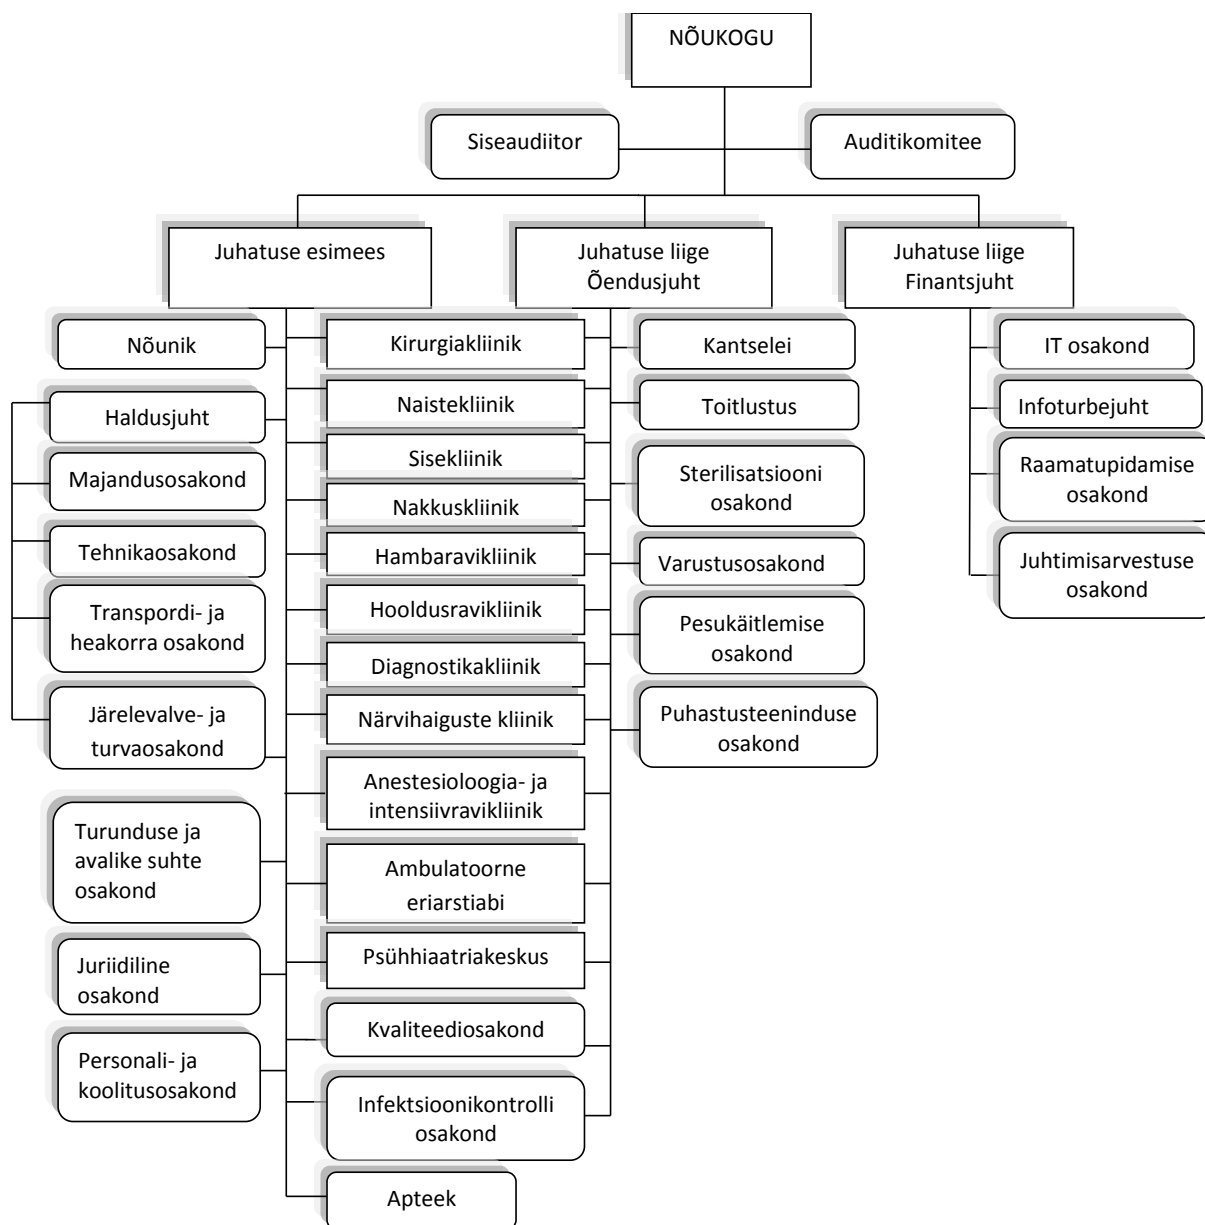 NÕUKOGU
Siseaudiitor
Auditikomitee
Juhatuse esimees
Juhatuse liige
Õendusjuht
Juhatuse liige
Finantsjuht
Nõunik
Haldusjuht
Majandusosakond
Tehnikaosakond
Transpordi- ja
heakorra osakond
Järelevalve- ja
turvaosakond
Turunduse ja
avalike suhte
osakond
Juriidiline
osakond
Personali- ja
koolitusosakond
Kirurgiakliinik
Naistekliinik
Sisekliinik
Nakkuskliinik
Hambaravikliinik
Hooldusravikliinik
Diagnostikakliinik
Närvihaiguste kliinik
Anestesioloogia- ja
intensiivravikliinik
Ambulatoorne
eriarstiabi
Psühhiaatriakeskus
Kvaliteediosakond
Infektsioonikontrolli
osakond
Apteek
Kantselei
Toitlustus
Sterilisatsiooni
osakond
Varustusosakond
Pesukäitlemise
osakond
Puhastusteeninduse
osakond
IT osakond
Infoturbejuht
Raamatupidamise
osakond
Juhtimisarvestuse
osakond